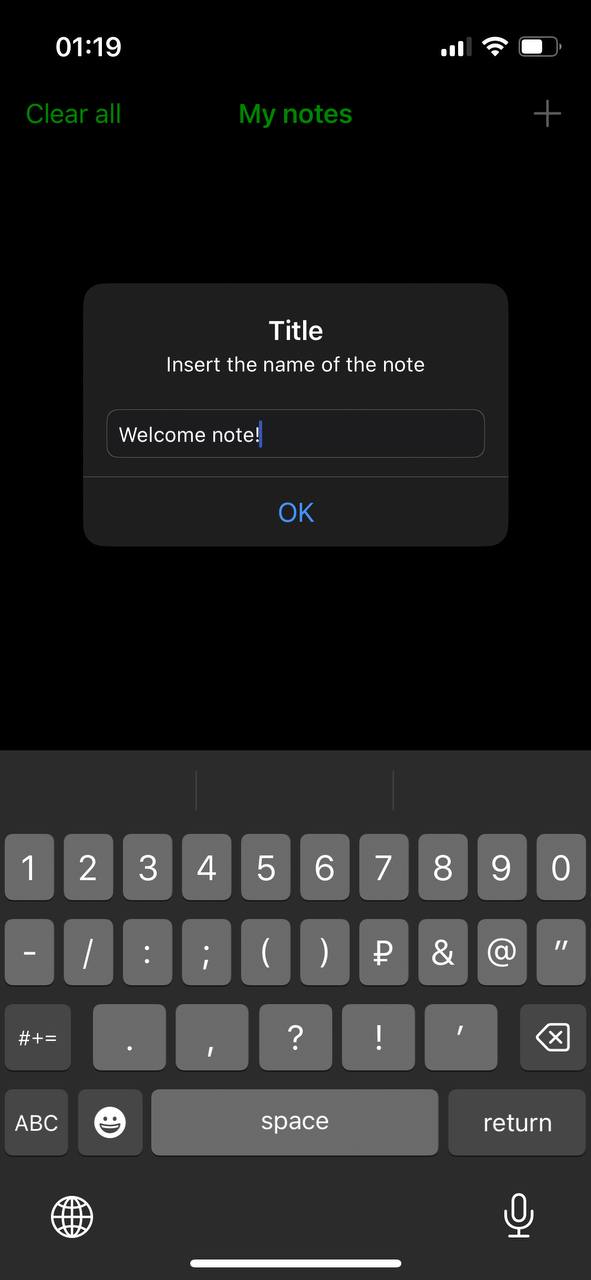 01:19
Clear all My notes +
Title
Insert the name of the note
Welcome note!
OK
1 2 3 4 5 6 7 8 9 0
- / : ; ( ) ₽ & @ "
#+= . , ? ! '
ABC space return